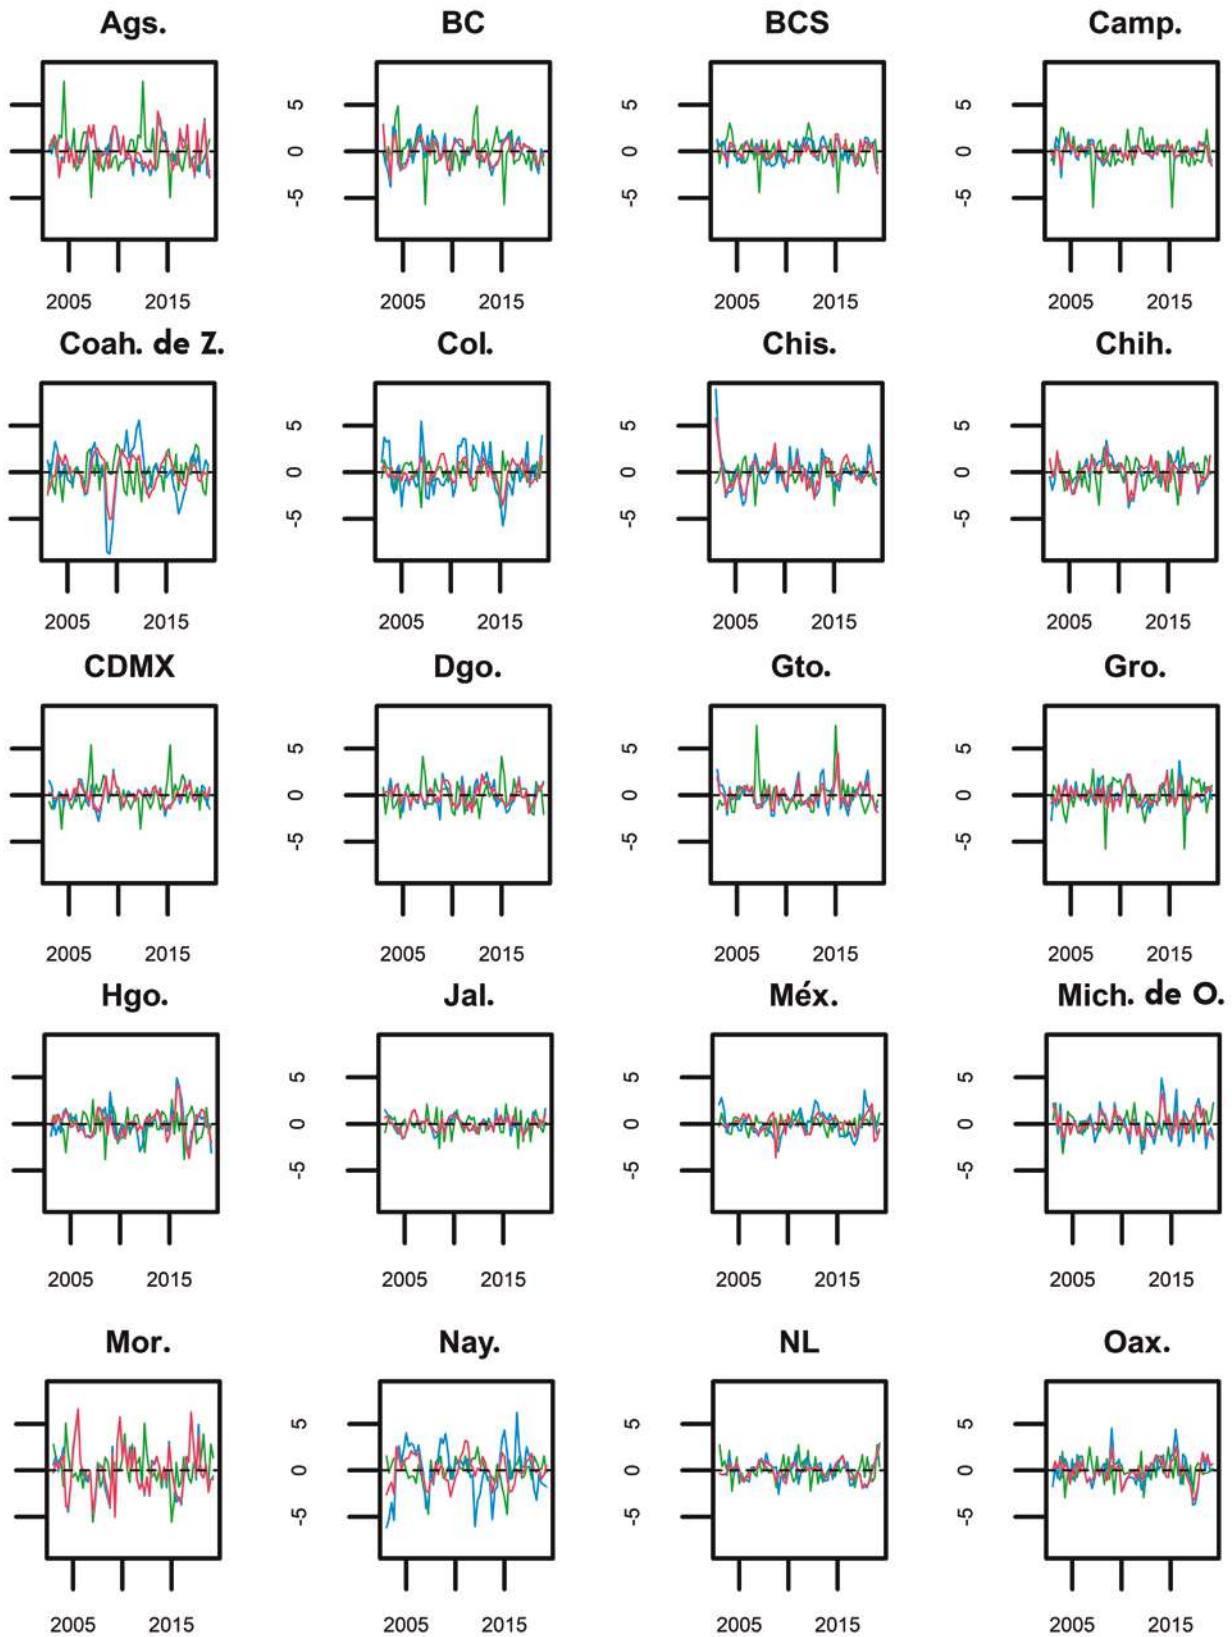 Ags. BC BCS Camp.
5 5 5
0 0 0
-5 -5 -5
2005 2015 2005 2015 2005 2015 2005 2015
Coah. de Z. Col. Chis. Chih.
5 5 5
0 0 0
-5 -5 -5
2005 2015 2005 2015 2005 2015 2005 2015
CDMX Dgo. Gto. Gro.
5 5 5
0 0 0
-5 -5 -5
2005 2015 2005 2015 2005 2015 2005 2015
Hgo. Jal. Méx. Mich. de O.
5 5 5
0 0 0
-5 -5 -5
2005 2015 2005 2015 2005 2015 2005 2015
Mor. Nay. NL Oax.
5 5 5
0 0 0
-5 -5 -5
2005 2015 2005 2015 2005 2015 2005 2015